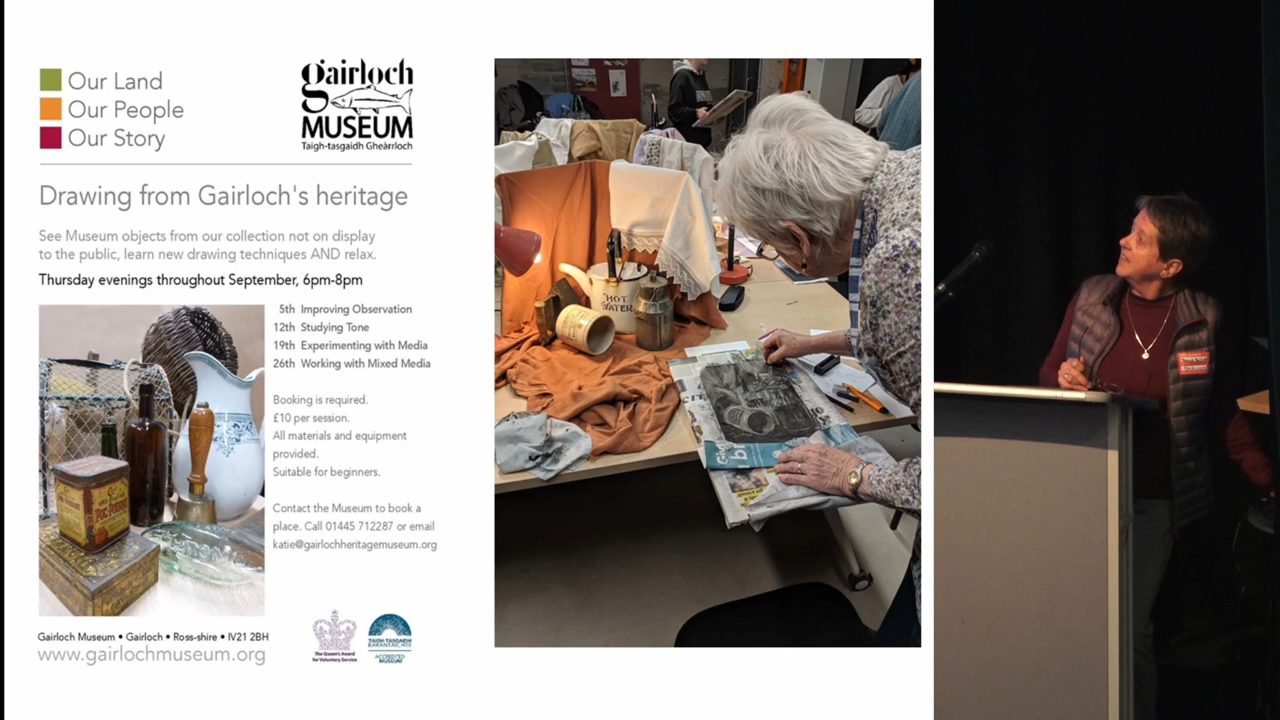 Our Land
Our People
Our Story
gairloch
MUSEUM
Taigh-tasgaidh Gheàrrloch
Drawing from Gairloch's heritage
See Museum objects from our collection not on display
to the public, learn new drawing techniques AND relax.
Thursday evenings throughout September, 6pm-8pm
5th Improving Observation
12th Studying Tone
19th Experimenting with Media
26th Working with Mixed Media
Booking is required.
£10 per session.
All materials and equipment
provided.
Suitable for beginners.
Contact the Museum to book a
place. Call 01445 712287 or email
katie@gairlochheritagemuseum.org
Gairloch Museum • Gairloch • Ross-shire • IV21 2BH
www.gairlochmuseum.org
The Queen's Award
for Voluntary Service
TAIGH-TASGAIDH
BARANTAICHTE
ACCREDITED
MUSEUM
HOT
WATER